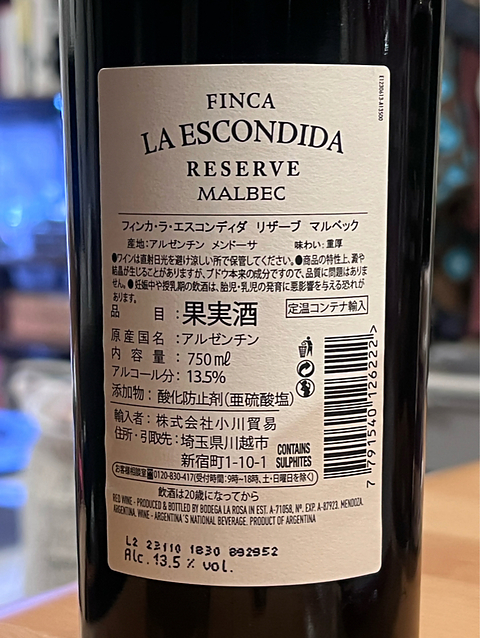 E1230613-A13500
FINCA
LA ESCONDIDA
RESERVE
MALBEC
フィンカ・ラ・エスコンディダ リザーブ マルベック
産地:アルゼンチン メンドーサ 味わい:重厚
●ワインは直射日光を避け涼しい所で保管してください。●商品の特性上、澱や
結晶が生じることがありますが、ブドウ本来の成分ですので、品質に問題はありま
せん。●妊娠中や授乳期の飲酒は、胎児・乳児の発育に悪影響を与える恐れが
あります。
品目:果実酒 定温コンテナ輸入
原産国名:アルゼンチン
内容量:750㎖
アルコール分:13.5%
添加物:酸化防止剤(亜硫酸塩)
輸入者:株式会社小川貿易
住所・引取先:埼玉県川越市
新宿町1-10-1
CONTAINS
SULPHITES
7 791540 126222 >
お客様相談室 0120-830-417(受付時間:9時~18時、土・日曜日を除く)
飲酒は20歳になってから
RED WINE - PRODUCED & BOTTLED BY BODEGA LA ROSA IN EST. A-71058, Nº. EXP. A-87923. MENDOZA,
ARGENTINA. WINE - ARGENTINA'S NATIONAL BEVERAGE. PRODUCT OF ARGENTINA
L2 23110 1830 892952
Alc. 13.5 % vol.